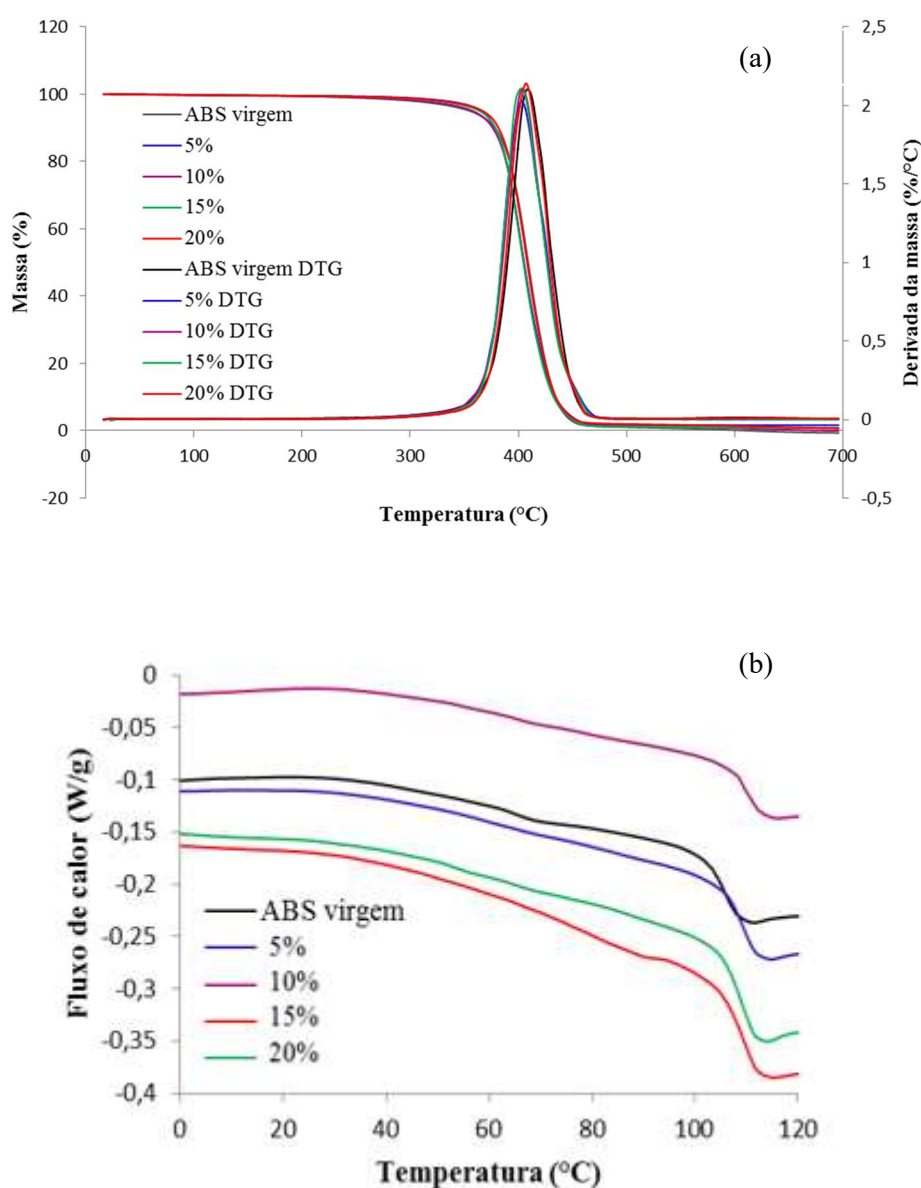 (a)
120
100
80
60
40
20
0
-20
Massa (%)
ABS virgem
5%
10%
15%
20%
ABS virgem DTG
5% DTG
10% DTG
15% DTG
20% DTG
2,5
2
1,5
1
0,5
0
-0,5
Derivada da massa (%/°C)
0 100 200 300 400 500 600 700
Temperatura (°C)
(b)
0
-0,05
-0,1
-0,15
-0,2
-0,25
-0,3
-0,35
-0,4
Fluxo de calor (W/g)
ABS virgem
5%
10%
15%
20%
0 20 40 60 80 100 120
Temperatura (°C)